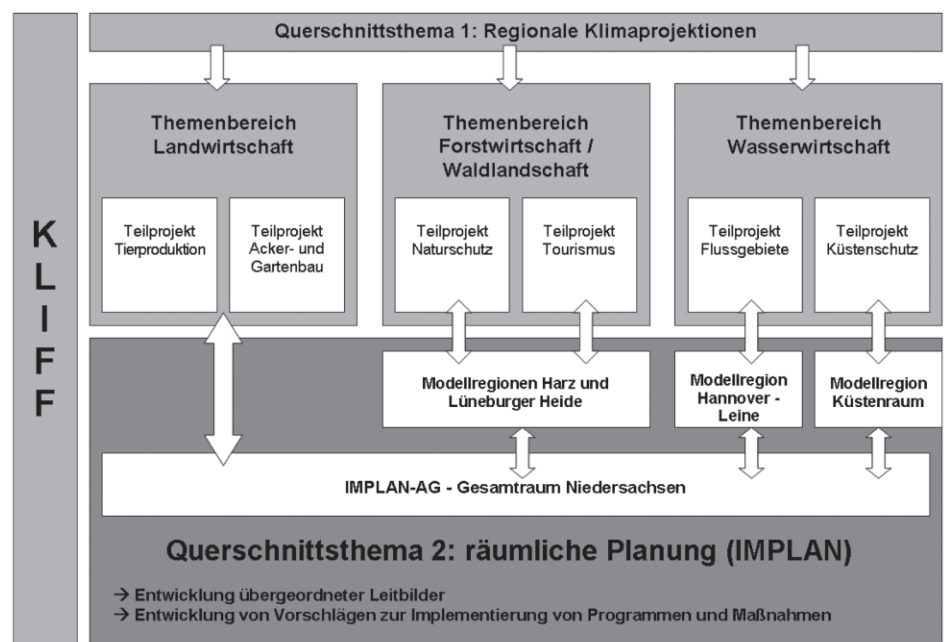 K
L
I
F
F
Querschnittsthema 1: Regionale Klimaprojektionen
Themenbereich
Landwirtschaft
Teilprojekt
Tierproduktion
Teilprojekt
Acker- und
Gartenbau
Themenbereich
Forstwirtschaft /
Waldlandschaft
Teilprojekt
Naturschutz
Teilprojekt
Tourismus
Themenbereich
Wasserwirtschaft
Teilprojekt
Flussgebiete
Teilprojekt
Küstenschutz
Modellregionen Harz und
Lüneburger Heide
Modellregion
Hannover -
Leine
Modellregion
Küstenraum
IMPLAN-AG - Gesamtraum Niedersachsen
Querschnittsthema 2: räumliche Planung (IMPLAN)
→ Entwicklung übergeordneter Leitbilder
→ Entwicklung von Vorschlägen zur Implementierung von Programmen und Maßnahmen